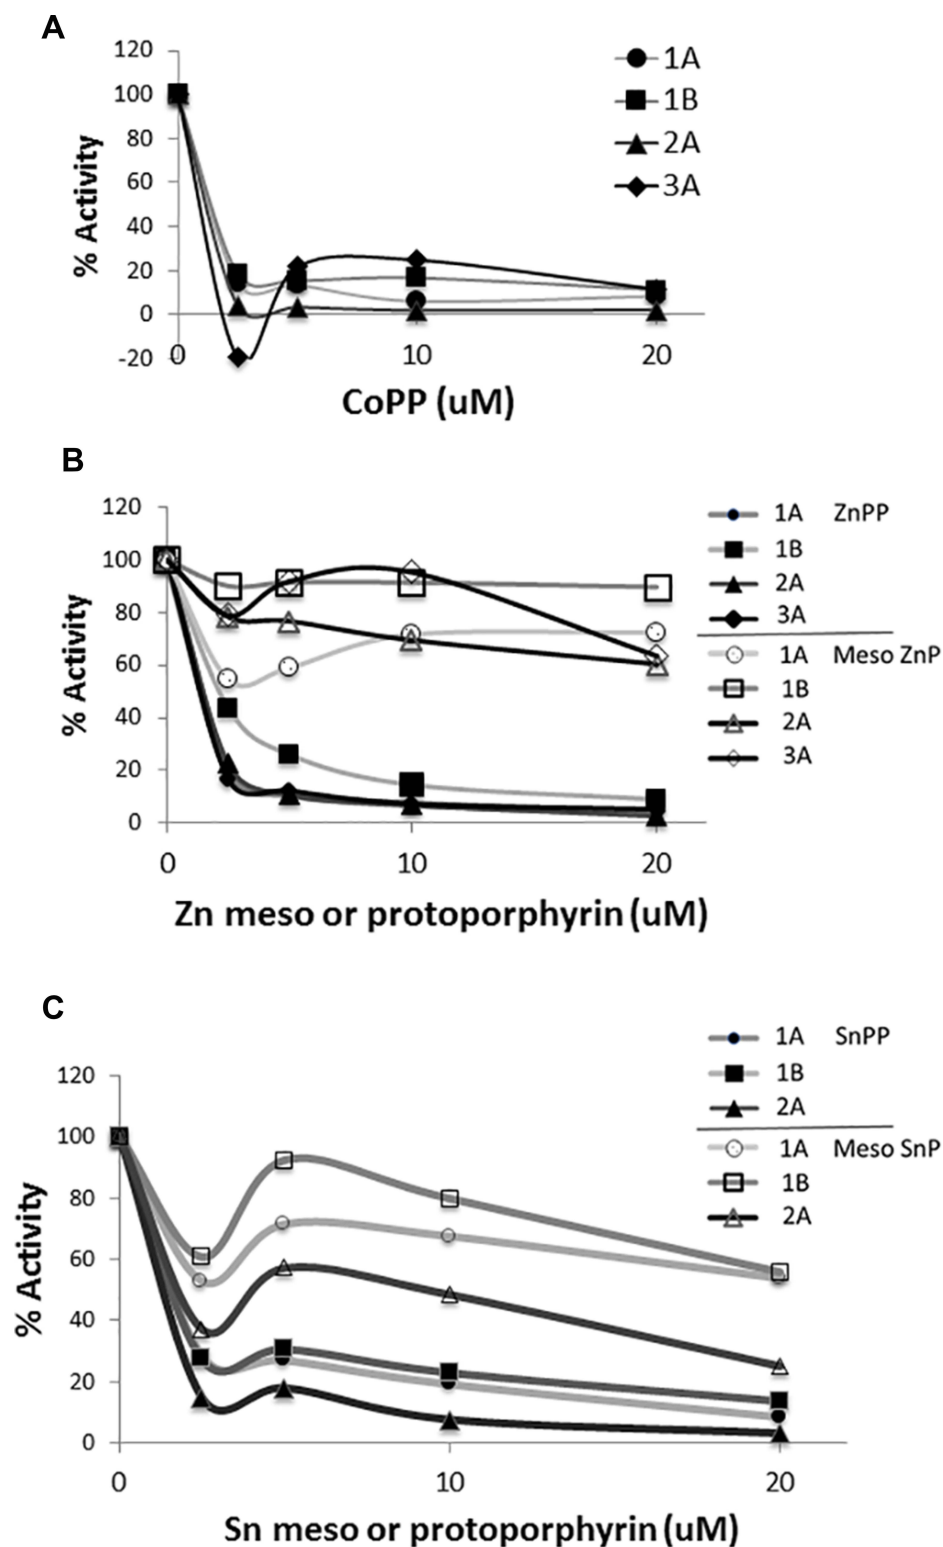 A
120
100
80
60
40
20
0
-20
% Activity
0 10 20
CoPP (uM)
1A
1B
2A
3A
B
120
100
80
60
40
20
0
% Activity
0 10 20
Zn meso or protoporphyrin (uM)
1A ZnPP
1B
2A
3A
1A Meso ZnP
1B
2A
3A
C
120
100
80
60
40
20
0
% Activity
0 10 20
Sn meso or protoporphyrin (uM)
1A SnPP
1B
2A
1A Meso SnP
1B
2A